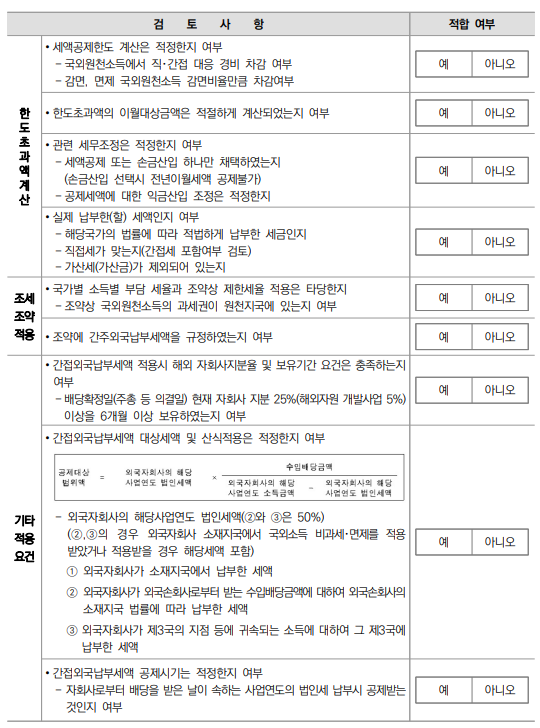 검 토 사 항 적합 여부
한도초과액계산
• 세액공제한도 계산은 적정한지 여부
– 국외원천소득에서 직·간접 대응 경비 차감 여부
– 감면, 면제 국외원천소득 감면비율만큼 차감여부
예 아니오
• 한도초과액의 이월대상금액은 적절하게 계산되었는지 여부
예 아니오
• 관련 세무조정은 적정한지 여부
– 세액공제 또는 손금산입 하나만 채택하였는지
(손금산입 선택시 전년이월세액 공제불가)
– 공제세액에 대한 익금산입 조정은 적정한지
예 아니오
• 실제 납부한(할) 세액인지 여부
– 해당국가의 법률에 따라 적법하게 납부한 세금인지
– 직접세가 맞는지(간접세 포함여부 검토)
– 가산세(가산금)가 제외되어 있는지
예 아니오
조세
조약
적용
• 국가별 소득별 부담 세율과 조약상 제한세율 적용은 타당한지
– 조약상 국외원천소득의 과세권이 원천지국에 있는지 여부
예 아니오
• 조약에 간주외국납부세액을 규정하였는지 여부
예 아니오
기타
적용
요건
• 간접외국납부세액 적용시 해외 자회사지분율 및 보유기간 요건은 충족하는지
여부
– 배당확정일(주총 등 의결일) 현재 자회사 지분 25%(해외자원 개발사업 5%)
이상을 6개월 이상 보유하였는지 여부
예 아니오
• 간접외국납부세액 대상세액 및 산식적용은 적정한지 여부
공제대상
범위액 = 외국자회사의 해당
사업연도 법인세액 × 수입배당금액
외국자회사의 해당
사업연도 소득금액 – 외국자회사의 해당
사업연도 법인세액
– 외국자회사의 해당사업연도 법인세액(②와 ③은 50%)
(②,③의 경우 외국자회사 소재지국에서 국외소득 비과세·면제를 적용
받았거나 적용받을 경우 해당세액 포함)
① 외국자회사가 소재지국에서 납부한 세액
② 외국자회사가 외국손회사로부터 받는 수입배당금액에 대하여 외국손회사의
소재지국 법률에 따라 납부한 세액
③ 외국자회사가 제3국의 지점 등에 귀속되는 소득에 대하여 그 제3국에
납부한 세액
예 아니오
• 간접외국납부세액 공제시기는 적정한지 여부
– 자회사로부터 배당을 받은 날이 속하는 사업연도의 법인세 납부시 공제받는
것인지 여부
예 아니오